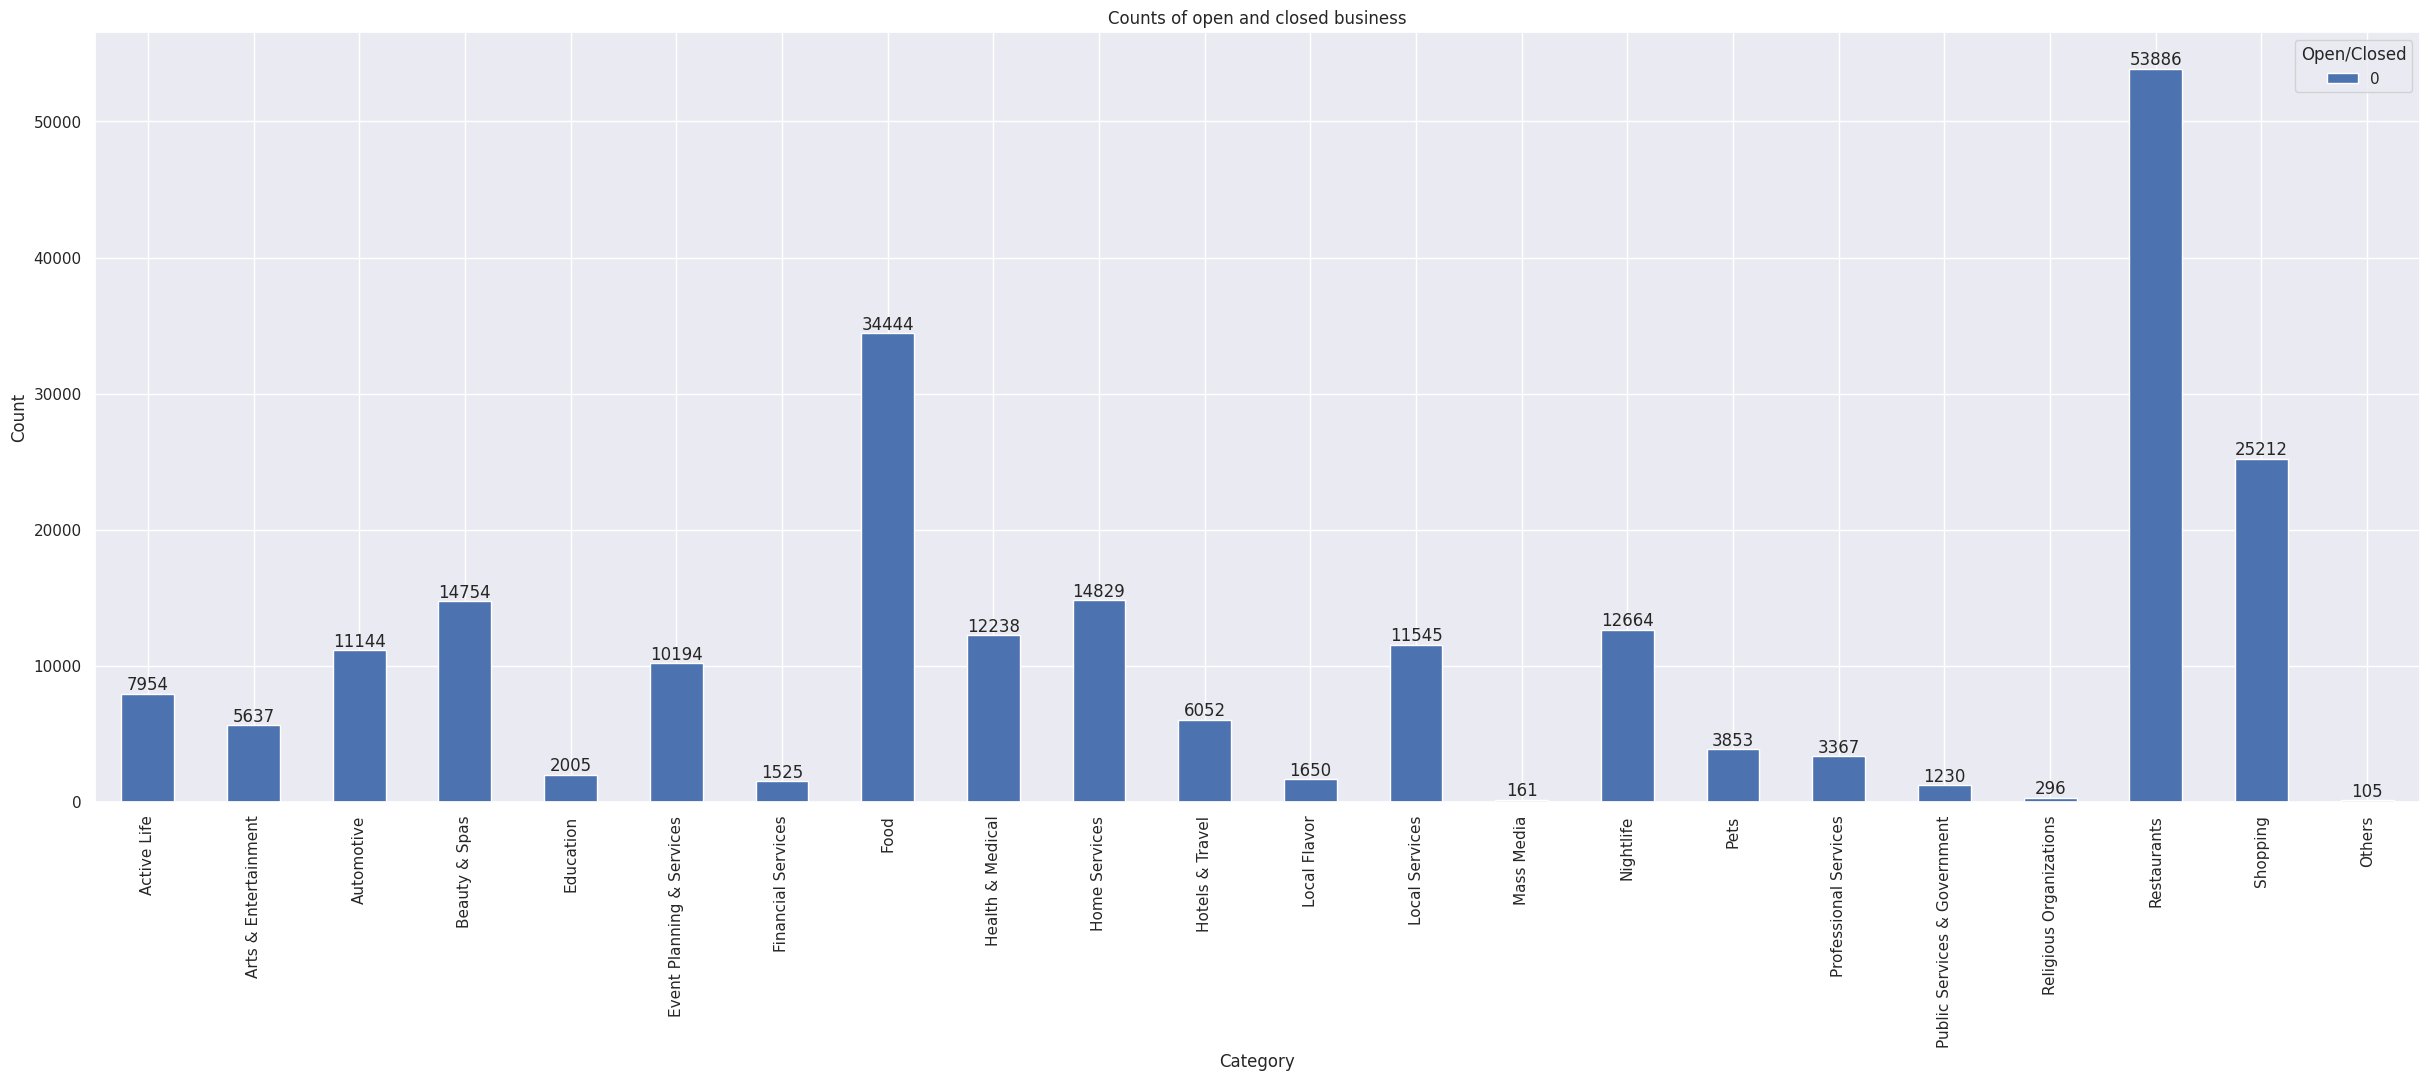 Counts of open and closed business
Open/Closed
0
Count
50000
40000
30000
20000
10000
0
7954
5637
11144
14754
2005
10194
1525
34444
12238
14829
6052
1650
11545
161
12664
3853
3367
1230
296
53886
25212
105
Active Life
Arts & Entertainment
Automotive
Beauty & Spas
Education
Event Planning & Services
Financial Services
Food
Health & Medical
Home Services
Hotels & Travel
Local Flavor
Local Services
Mass Media
Nightlife
Pets
Professional Services
Public Services & Government
Religious Organizations
Restaurants
Shopping
Others
Category